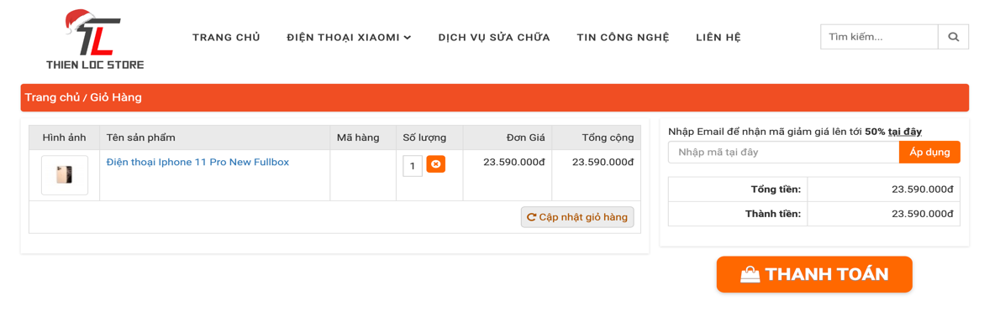 THIEN LOC STORE
TRANG CHỦ ĐIỆN THOẠI XIAOMI DỊCH VỤ SỬA CHỮA TIN CÔNG NGHỆ LIÊN HỆ
Tìm kiếm...
Trang chủ / Giỏ Hàng
Hình ảnh Tên sản phẩm Mã hàng Số lượng Đơn Giá Tổng cộng
Điện thoại Iphone 11 Pro New Fullbox 1 23.590.000đ 23.590.000đ
Cập nhật giỏ hàng
Nhập Email để nhận mã giảm giá lên tới 50% tại đây
Nhập mã tại đây Áp dụng
Tổng tiền: 23.590.000đ
Thành tiền: 23.590.000đ
THANH TOÁN